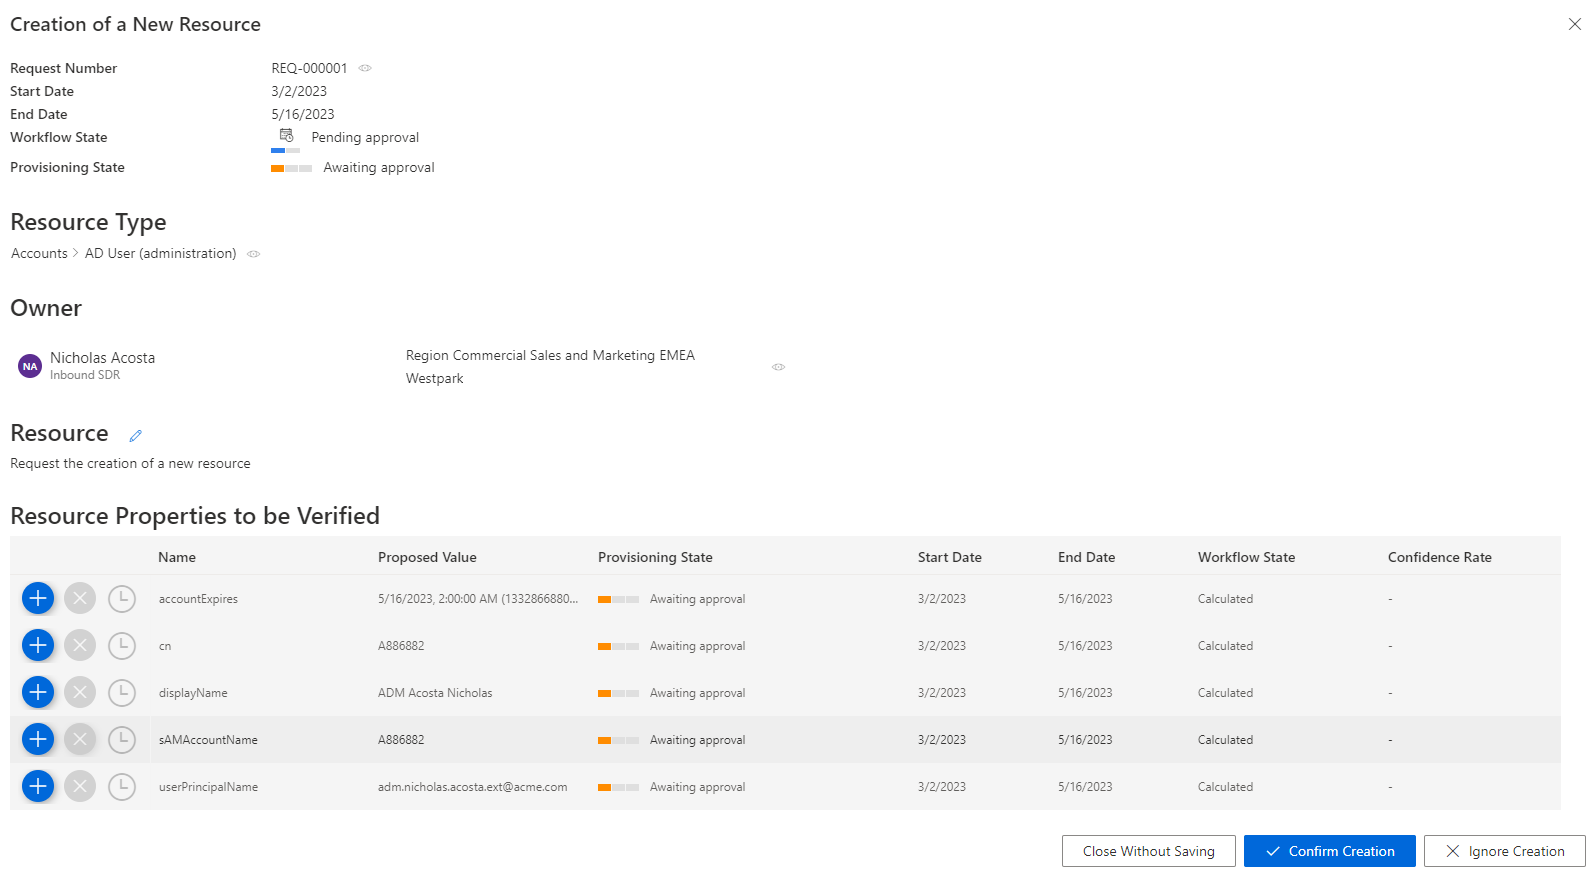 Creation of a New Resource
Request Number REQ-000001
Start Date 3/2/2023
End Date 5/16/2023
Workflow State Pending approval
Provisioning State Awaiting approval
Resource Type
Accounts > AD User (administration)
Owner
NA Nicholas Acosta
Inbound SDR
Region Commercial Sales and Marketing EMEA
Westpark
Resource
Request the creation of a new resource
Resource Properties to be Verified
Name Proposed Value Provisioning State Start Date End Date Workflow State Confidence Rate
accountExpires 5/16/2023, 2:00:00 AM (1332866880... Awaiting approval 3/2/2023 5/16/2023 Calculated -
cn A886882 Awaiting approval 3/2/2023 5/16/2023 Calculated -
displayName ADM Acosta Nicholas Awaiting approval 3/2/2023 5/16/2023 Calculated -
sAMAccountName A886882 Awaiting approval 3/2/2023 5/16/2023 Calculated -
userPrincipalName adm.nicholas.acosta.ext@acme.com Awaiting approval 3/2/2023 5/16/2023 Calculated -
Close Without Saving Confirm Creation Ignore Creation